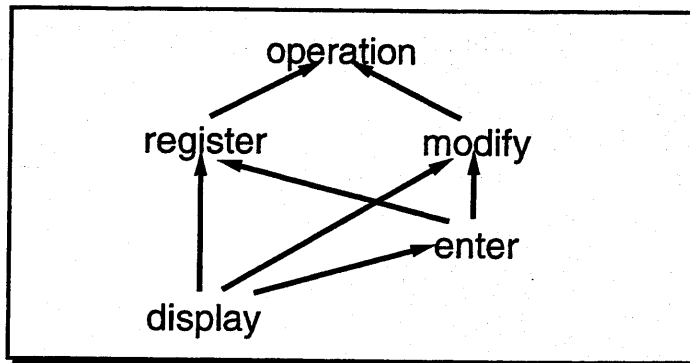 operation
register modify
enter
display